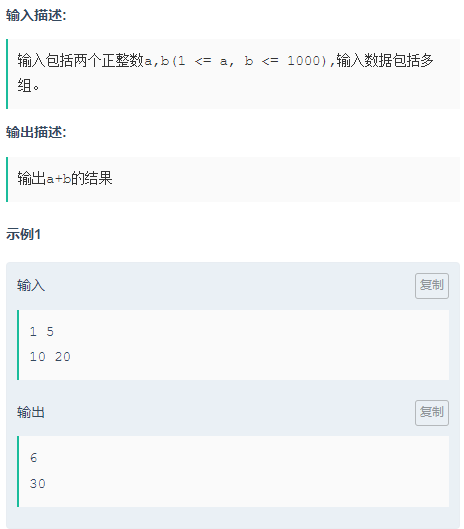 输入描述:
输入包括两个正整数a,b(1 <= a, b <= 1000),输入数据包括多
组。
输出描述:
输出a+b的结果
示例1
输入
复制
1 5
10 20
输出
复制
6
30